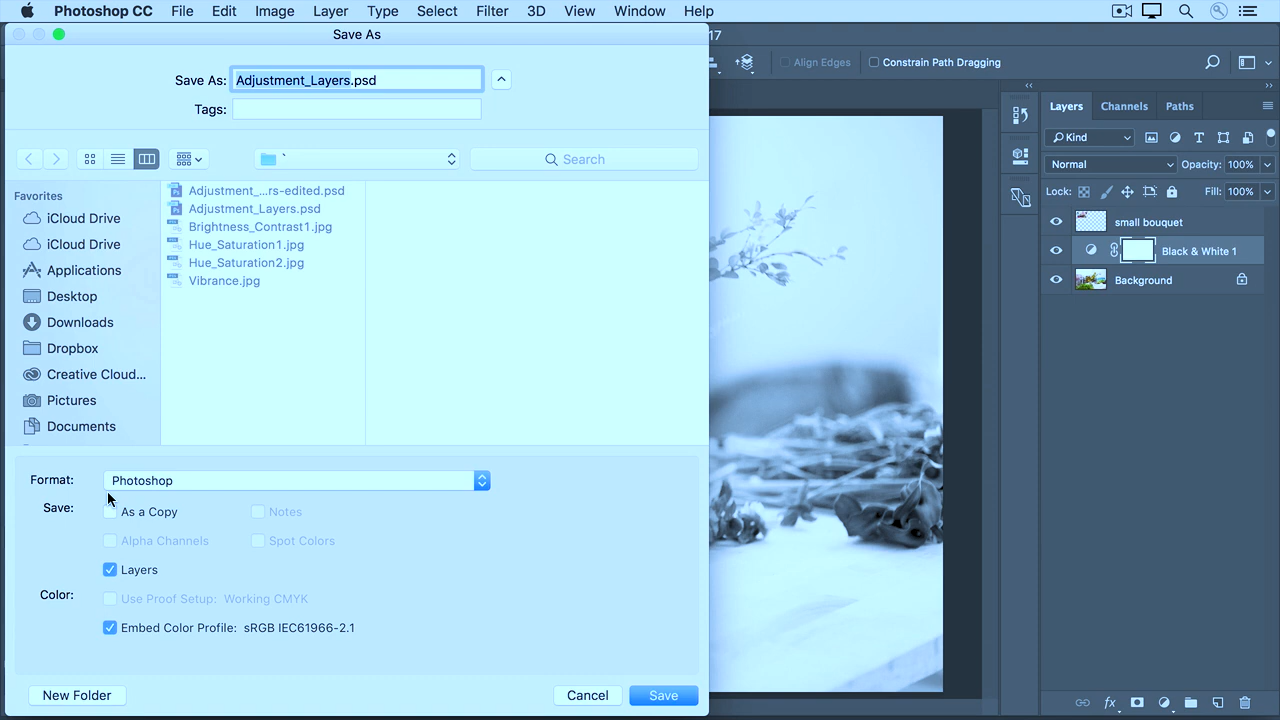 Photoshop CC File Edit Image Layer Type Select Filter 3D View Window Help
Save As
17
Save As: Adjustment_Layers.psd
Tags:
Align Edges Constrain Path Dragging
Layers Channels Paths
Kind
Normal Opacity: 100%
Lock: Fill: 100%
small bouquet
Black & White 1
Background
`
Search
Favorites
iCloud Drive
iCloud Drive
Applications
Desktop
Downloads
Dropbox
Creative Cloud...
Pictures
Documents
Adjustment_...rs-edited.psd
Adjustment_Layers.psd
Brightness_Contrast1.jpg
Hue_Saturation1.jpg
Hue_Saturation2.jpg
Vibrance.jpg
Format: Photoshop
Save: As a Copy Notes
Alpha Channels Spot Colors
Layers
Color: Use Proof Setup: Working CMYK
Embed Color Profile: sRGB IEC61966-2.1
New Folder Cancel Save
fx